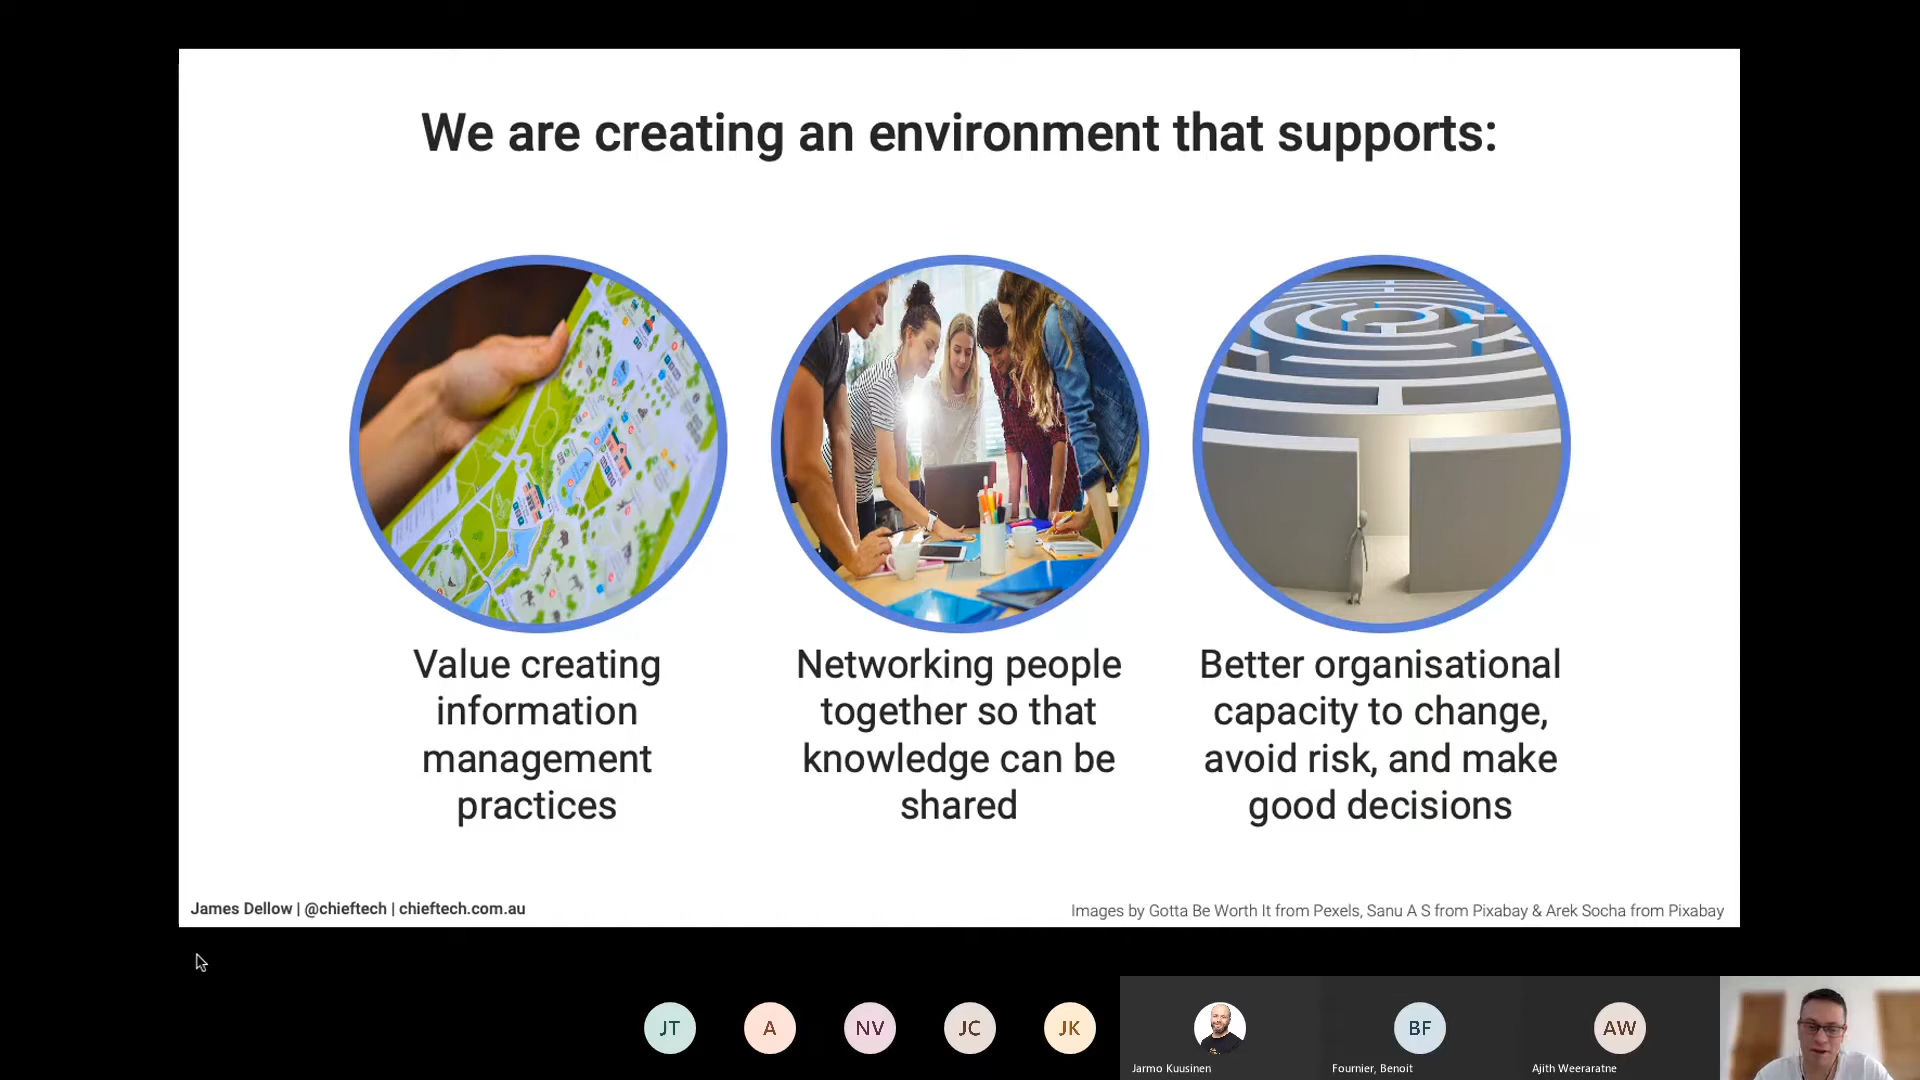 We are creating an environment that supports:
Value creating
information
management
practices
Networking people
together so that
knowledge can be
shared
Better organisational
capacity to change,
avoid risk, and make
good decisions
James Dellow | @chieftech | chieftech.com.au
Images by Gotta Be Worth It from Pexels, Sanu A S from Pixabay & Arek Socha from Pixabay
JT
A
NV
JC
JK
BF
AW
Jarmo Kuusinen
Fournier, Benoit
Ajith Weeraratne